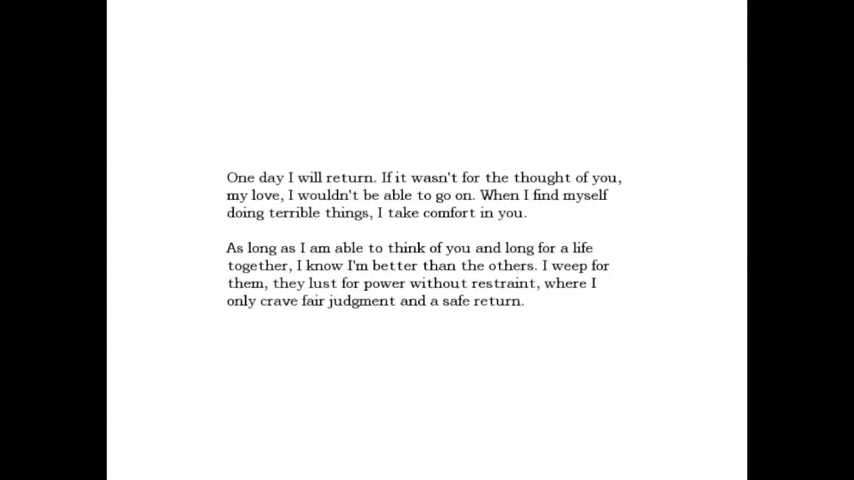 One day I will return. If it wasn't for the thought of you,
my love, I wouldn't be able to go on. When I find myself
doing terrible things, I take comfort in you.
As long as I am able to think of you and long for a life
together, I know I'm better than the others. I weep for
them, they lust for power without restraint, where I
only crave fair judgment and a safe return.